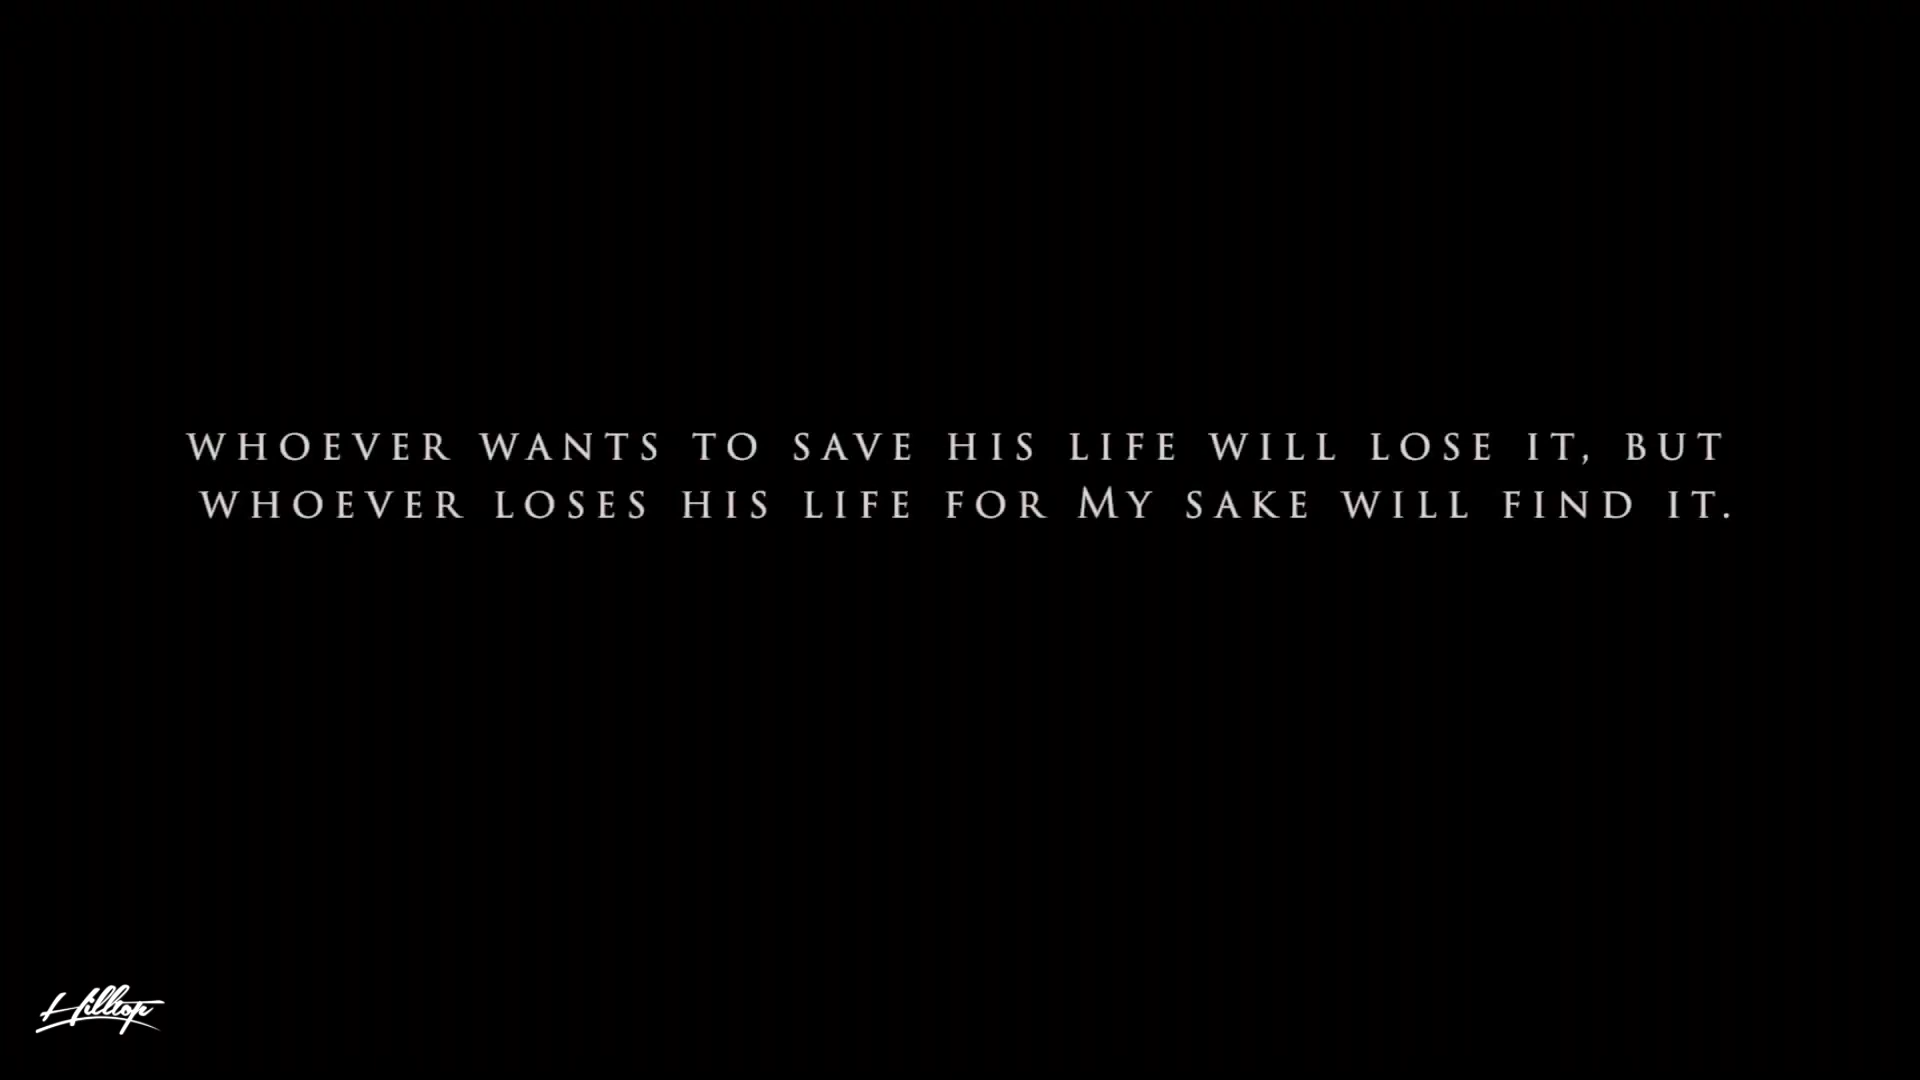 WHOEVER WANTS TO SAVE HIS LIFE WILL LOSE IT, BUT
WHOEVER LOSES HIS LIFE FOR MY SAKE WILL FIND IT.
Hilltop